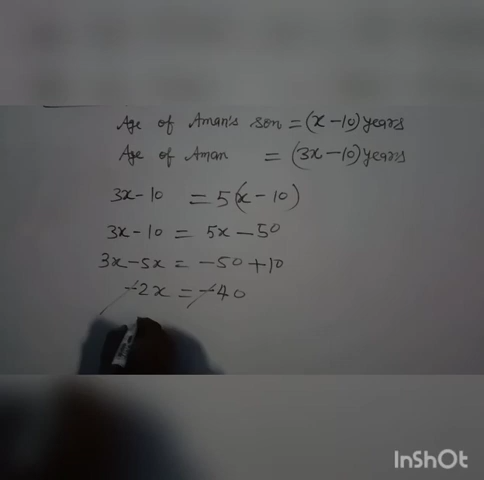 Age of Aman's son = (x-10) years
Age of Aman = (3x-10) years
3x-10 = 5(x-10)
3x-10 = 5x-50
3x-5x = -50+10
-2x = -40
InShOt